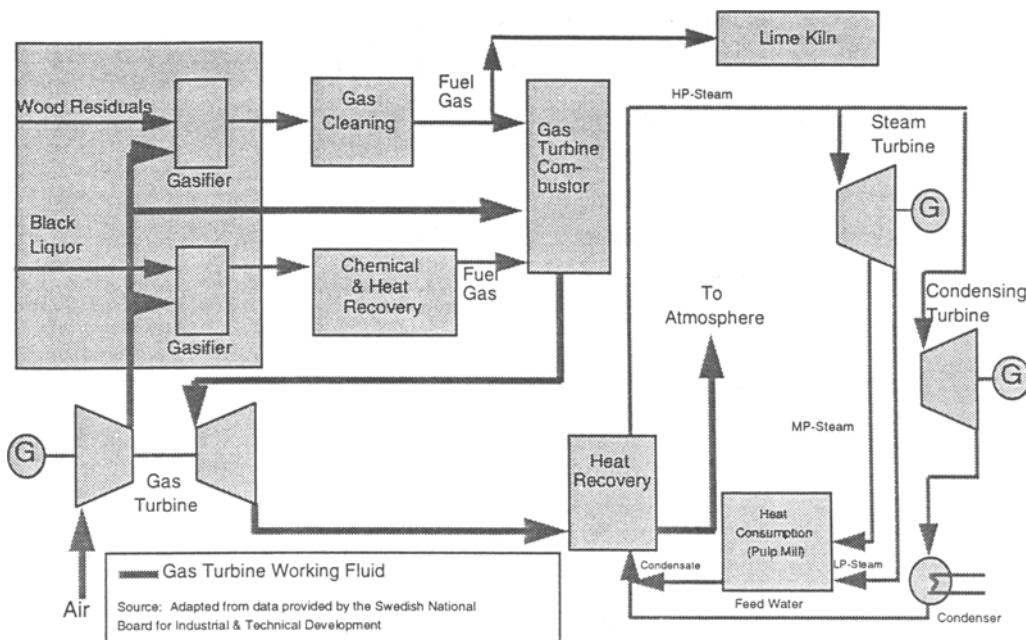 Lime Kiln
Wood Residuals
Gas
Cleaning
Fuel
Gas
Gas
Turbine
Com-
bustor
HP-Steam
Steam
Turbine
G
Gasifier
Black
Liquor
Chemical
& Heat
Recovery
Fuel
Gas
Gasifier
To
Atmosphere
Condensing
Turbine
G
MP-Steam
G
Gas
Turbine
Heat
Recovery
Heat
Consumption
(Pulp Mill)
Condensate
LP-Steam
Feed Water
Σ
Condenser
Air
Gas Turbine Working Fluid
Source: Adapted from data provided by the Swedish National
Board for Industrial & Technical Development